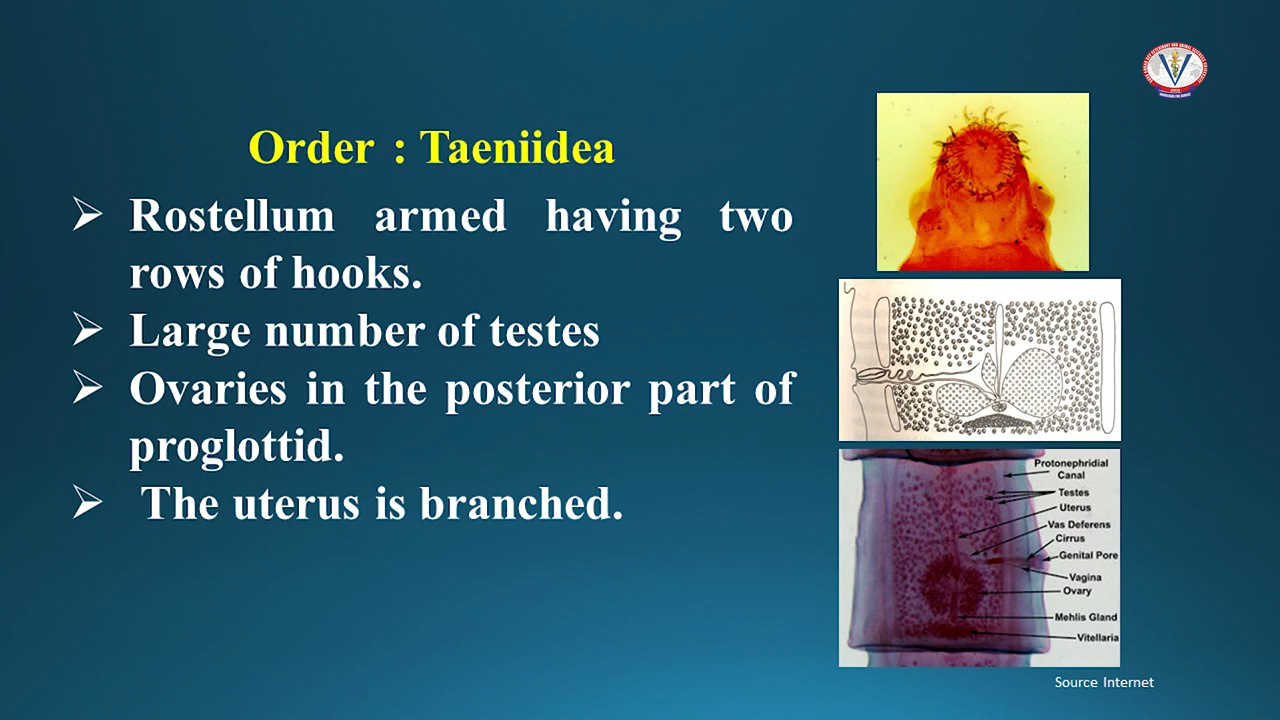 Order : Taeniidea
➢ Rostellum armed having two
rows of hooks.
➢ Large number of testes
➢ Ovaries in the posterior part of
proglottid.
➢ The uterus is branched.
Protonephridial
Canal
Testes
Uterus
Vas Deferens
Cirrus
Genital Pore
Vagina
Ovary
Mehlis Gland
Vitellaria
Source Internet